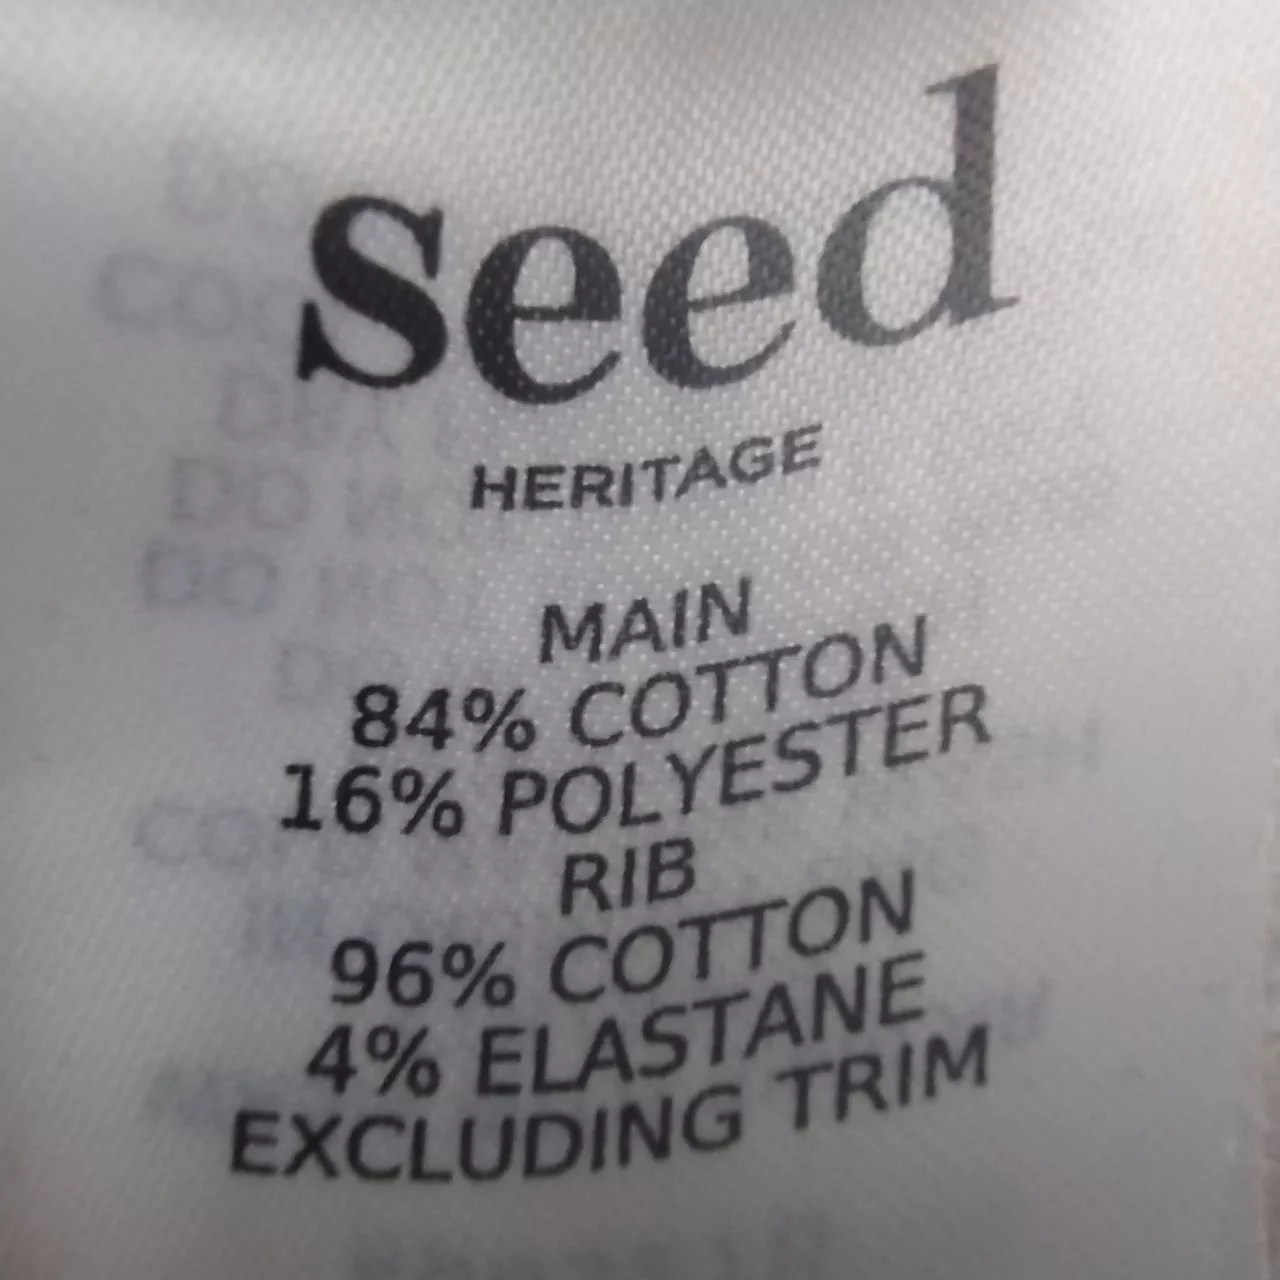 seed
HERITAGE
MAIN
84% COTTON
16% POLYESTER
RIB
96% COTTON
4% ELASTANE
EXCLUDING TRIM